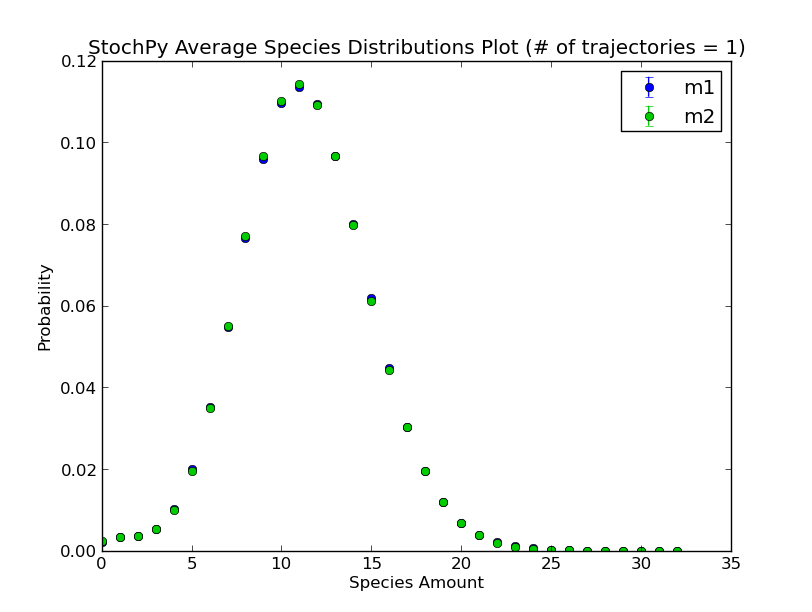 StochPy Average Species Distributions Plot (# of trajectories = 1)
0.12
m1
m2
0.10
0.08
0.06
0.04
0.02
0.00
Probability
0 5 10 15 20 25 30 35
Species Amount